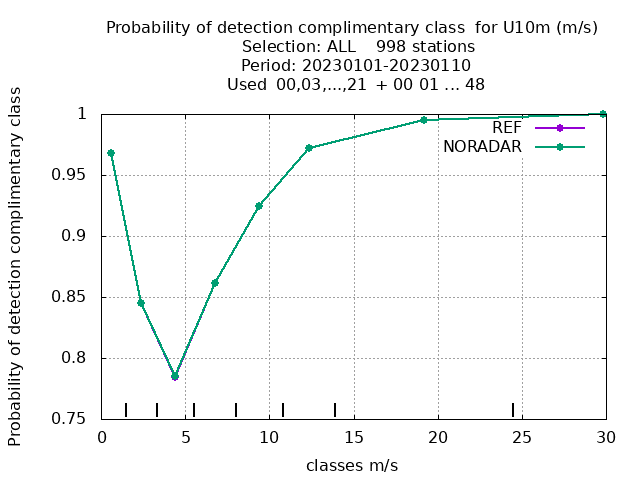 Probability of detection complimentary class  for U10m (m/s)
Selection: ALL    998 stations
Period: 20230101-20230110
Used  00,03,...,21  + 00 01 ... 48
Probability of detection complimentary class
1
0.95
0.9
0.85
0.8
0.75
REF
NORADAR
0 5 10 15 20 25 30
classes m/s